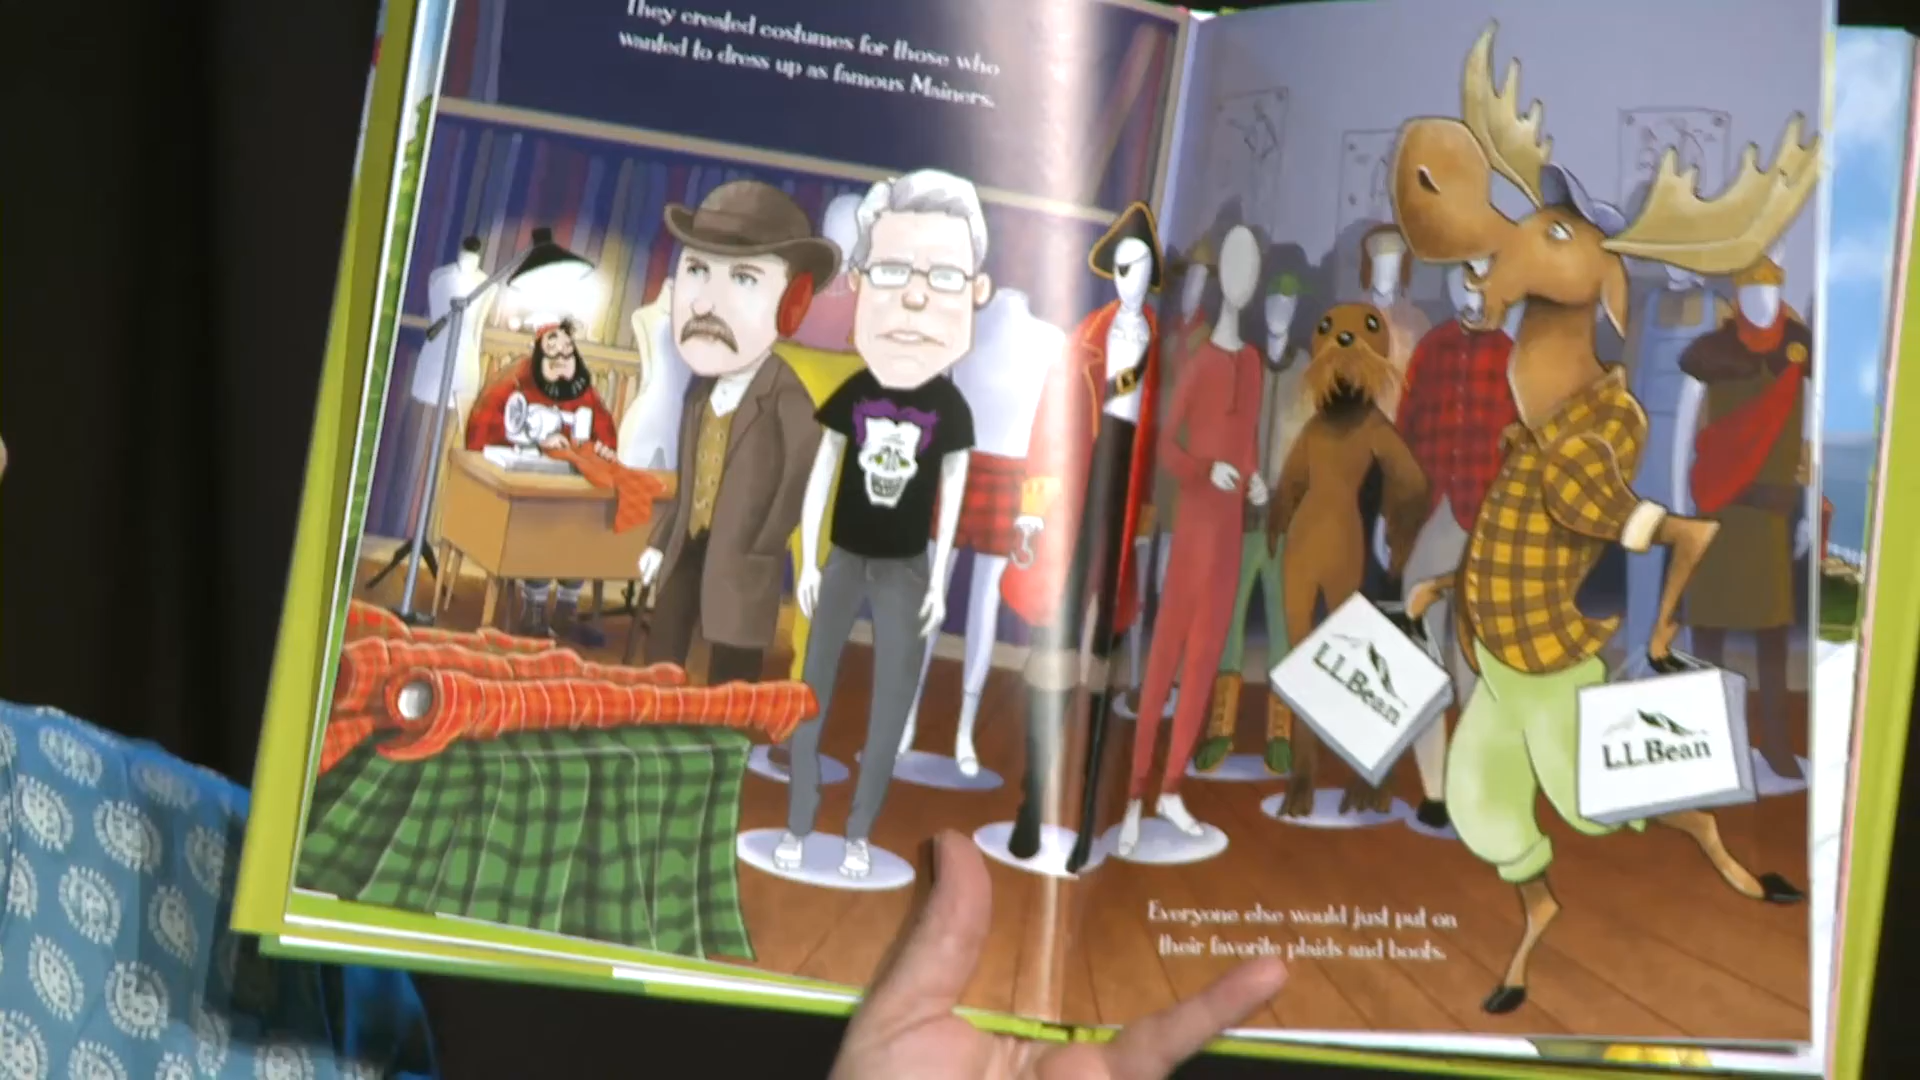 They created costumes for those who
wanted to dress up as famous Mainers.
L.L.Bean
L.L.Bean
Everyone else would just put on
their favorite plaids and boots.